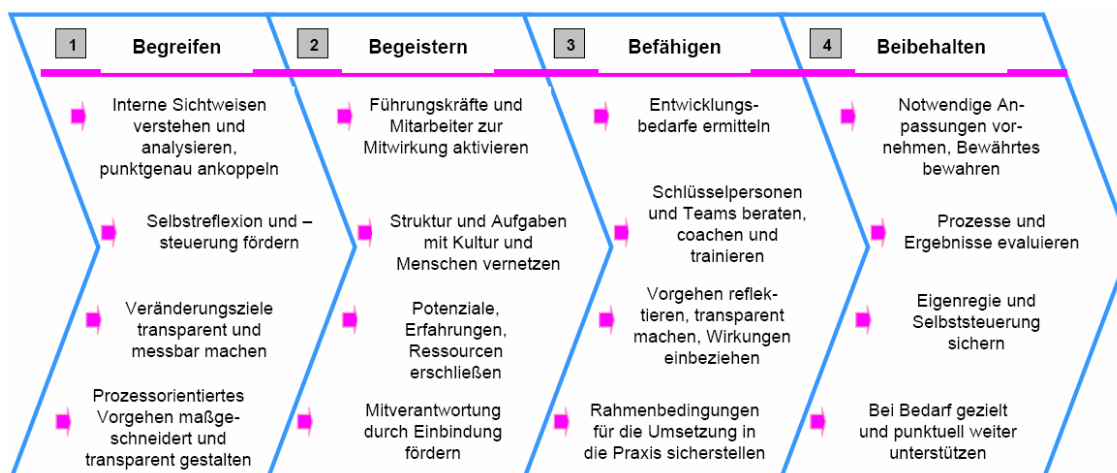 1 Begreifen
Interne Sichtweisen
verstehen und
analysieren,
punktgenau ankoppeln
Selbstreflexion und –
steuerung fördern
Veränderungsziele
transparent und
messbar machen
Prozessorientiertes
Vorgehen maßge-
schneidert und
transparent gestalten
2 Begeistern
Führungskräfte und
Mitarbeiter zur
Mitwirkung aktivieren
Struktur und Aufgaben
mit Kultur und
Menschen vernetzen
Potenziale,
Erfahrungen,
Ressourcen
erschließen
Mitverantwortung
durch Einbindung
fördern
3 Befähigen
Entwicklungs-
bedarfe ermitteln
Schlüsselpersonen
und Teams beraten,
coachen und
trainieren
Vorgehen reflek-
tieren, transparent
machen, Wirkungen
einbeziehen
Rahmenbedingungen
für die Umsetzung in
die Praxis sicherstellen
4 Beibehalten
Notwendige An-
passungen vor-
nehmen, Bewährtes
bewahren
Prozesse und
Ergebnisse evaluieren
Eigenregie und
Selbststeuerung
sichern
Bei Bedarf gezielt
und punktuell weiter
unterstützen